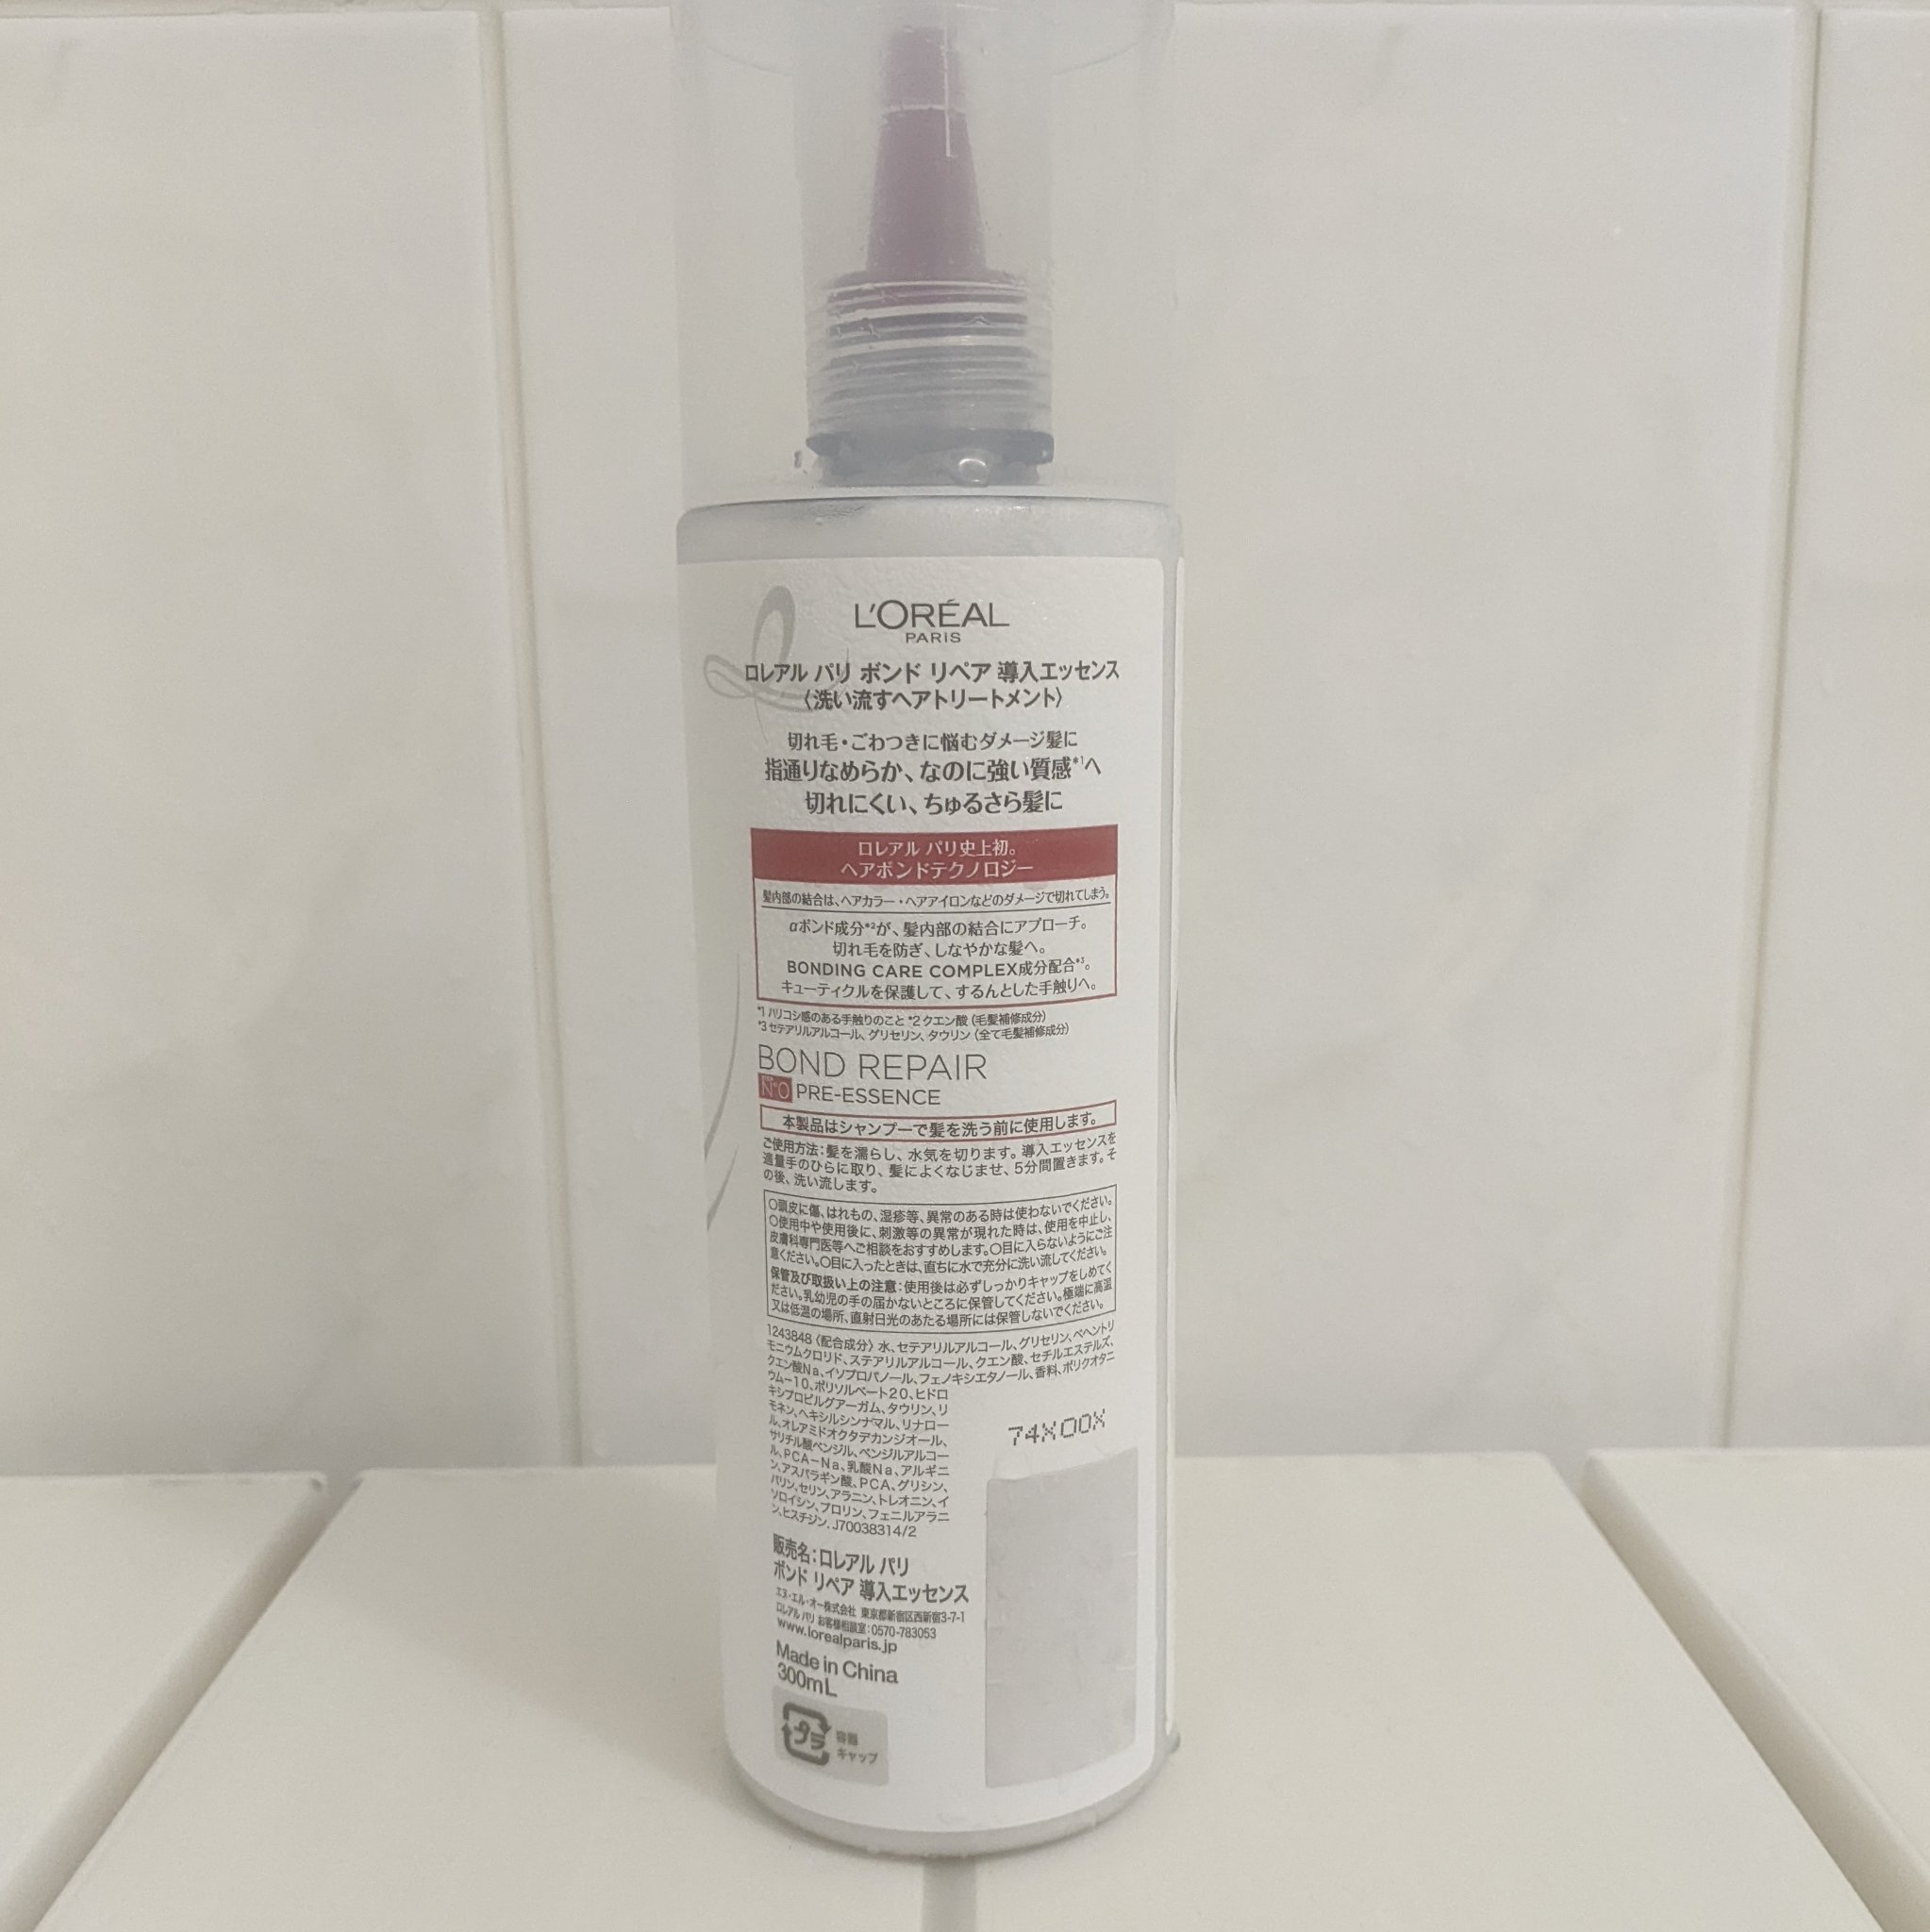 L'ORÉAL
PARIS
ロレアル パリ ボンド リペア 導入エッセンス
〈洗い流すヘアトリートメント〉
切れ毛・ごわつきに悩むダメージ髪に
指通りなめらか、なのに強い質感*1へ
切れにくい、ちゅるさら髪に
ロレアル パリ史上初。
ヘアボンドテクノロジー
髪内部の結合は、ヘアカラー・ヘアアイロンなどのダメージで切れてしまう。
αボンド成分*2が、髪内部の結合にアプローチ。
切れ毛を防ぎ、しなやかな髪へ。
BONDING CARE COMPLEX成分配合*3。
キューティクルを保護して、するんとした手触りへ。
*1 ハリコシ感のある手触りのこと *2 クエン酸（毛髪補修成分）
*3 セテアリルアルコール、グリセリン、タウリン（全て毛髪補修成分）
BOND REPAIR
N°0 PRE-ESSENCE
本製品はシャンプーで髪を洗う前に使用します。
ご使用方法：髪を濡らし、水気を切ります。導入エッセンスを
適量手のひらに取り、髪によくなじませ、5分間置きます。そ
の後、洗い流します。
○頭皮に傷、はれもの、湿疹等、異常のある時は使わないでください。
○使用中や使用後に、刺激等の異常が現れた時は、使用を中止し、
皮膚科専門医等へご相談をおすすめします。○目に入らないようにご注
意ください。○目に入ったときは、直ちに水で充分に洗い流してください。
保管及び取扱い上の注意：使用後は必ずしっかりキャップをしめてく
ださい。乳幼児の手の届かないところに保管してください。極端に高温
又は低温の場所、直射日光のあたる場所には保管しないでください。
1243848〈配合成分〉水、セテアリルアルコール、グリセリン、ベヘントリ
モニウムクロリド、ステアリルアルコール、クエン酸、セチルエステルズ、
クエン酸Na、イソプロパノール、フェノキシエタノール、香料、ポリクオタニ
ウム-10、ポリソルベート20、ヒドロ
キシプロピルグアーガム、タウリン、リ
モネン、ヘキシルシンナマル、リナロー
ル、オレアミドオクタデカンジオール、
サリチル酸ベンジル、ベンジルアルコー
ル、PCA-Na、乳酸Na、アルギニ
ン、アスパラギン酸、PCA、グリシン、
バリン、セリン、アラニン、トレオニン、イ
ソロイシン、プロリン、フェニルアラニ
ン、ヒスチジン. J70038314/2
74X00X
販売名：ロレアル パリ
ボンド リペア 導入エッセンス
エヌ・エル・オー株式会社 東京都新宿区西新宿3-7-1
ロレアル パリ お客様相談室：0570-783053
www.lorealparis.jp
Made in China
300mL
プラ
容器
キャップ